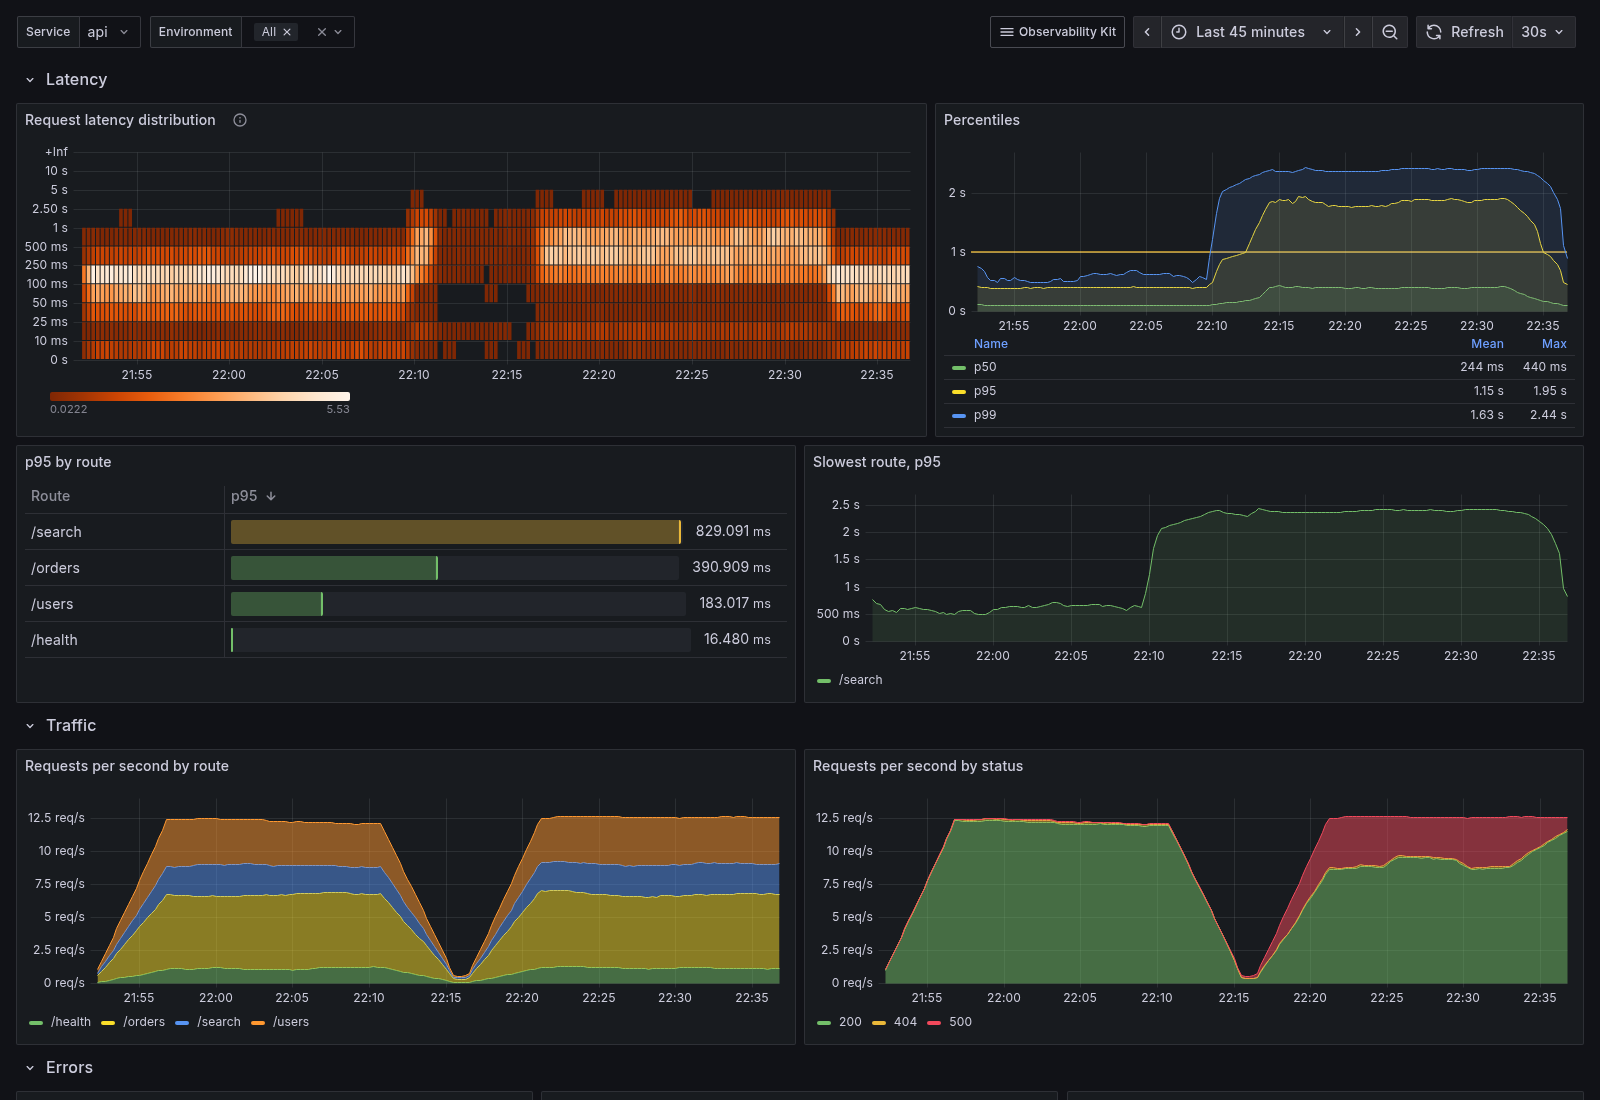 Service api Environment All Observability Kit Last 45 minutes Refresh 30s
Latency
Request latency distribution
+Inf
10 s
5 s
2.50 s
1 s
500 ms
250 ms
100 ms
50 ms
25 ms
10 ms
0 s
21:55 22:00 22:05 22:10 22:15 22:20 22:25 22:30 22:35
0.0222 5.53
Percentiles
2 s
1 s
0 s
21:55 22:00 22:05 22:10 22:15 22:20 22:25 22:30 22:35
Name Mean Max
p50 244 ms 440 ms
p95 1.15 s 1.95 s
p99 1.63 s 2.44 s
p95 by route
Route p95
/search 829.091 ms
/orders 390.909 ms
/users 183.017 ms
/health 16.480 ms
Slowest route, p95
2.5 s
2 s
1.5 s
1 s
500 ms
0 s
21:55 22:00 22:05 22:10 22:15 22:20 22:25 22:30 22:35
/search
Traffic
Requests per second by route
12.5 req/s
10 req/s
7.5 req/s
5 req/s
2.5 req/s
0 req/s
21:55 22:00 22:05 22:10 22:15 22:20 22:25 22:30 22:35
/health /orders /search /users
Requests per second by status
12.5 req/s
10 req/s
7.5 req/s
5 req/s
2.5 req/s
0 req/s
21:55 22:00 22:05 22:10 22:15 22:20 22:25 22:30 22:35
200 404 500
Errors